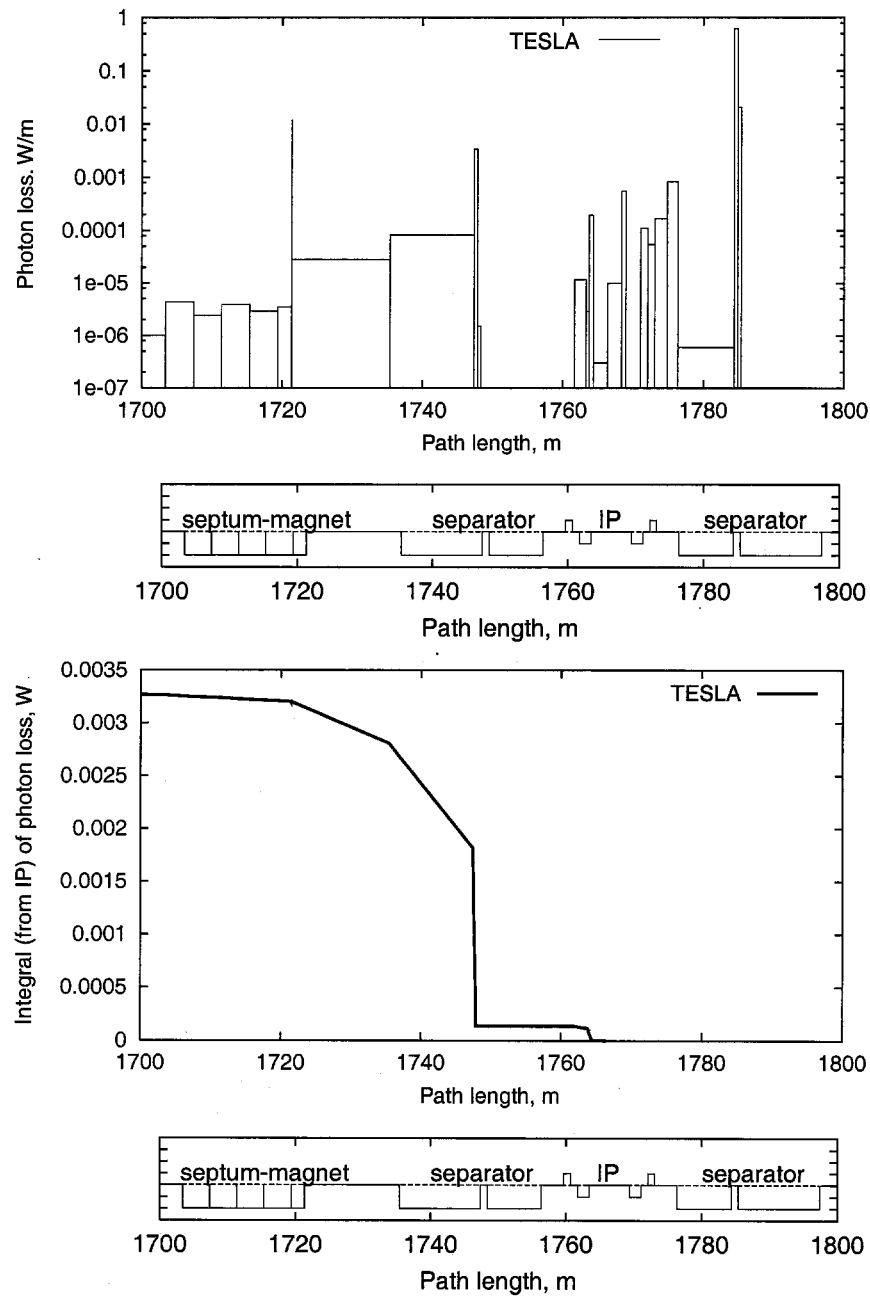 1
TESLA
0.1
0.01
0.001
0.0001
1e-05
1e-06
1e-07
Photon loss. W/m
1700 1720 1740 1760 1780 1800
Path length, m
septum-magnet separator IP separator
1700 1720 1740 1760 1780 1800
Path length, m
0.0035
TESLA
0.003
0.0025
0.002
0.0015
0.001
0.0005
0
Integral (from IP) of photon loss, W
1700 1720 1740 1760 1780 1800
Path length, m
septum-magnet separator IP separator
1700 1720 1740 1760 1780 1800
Path length, m